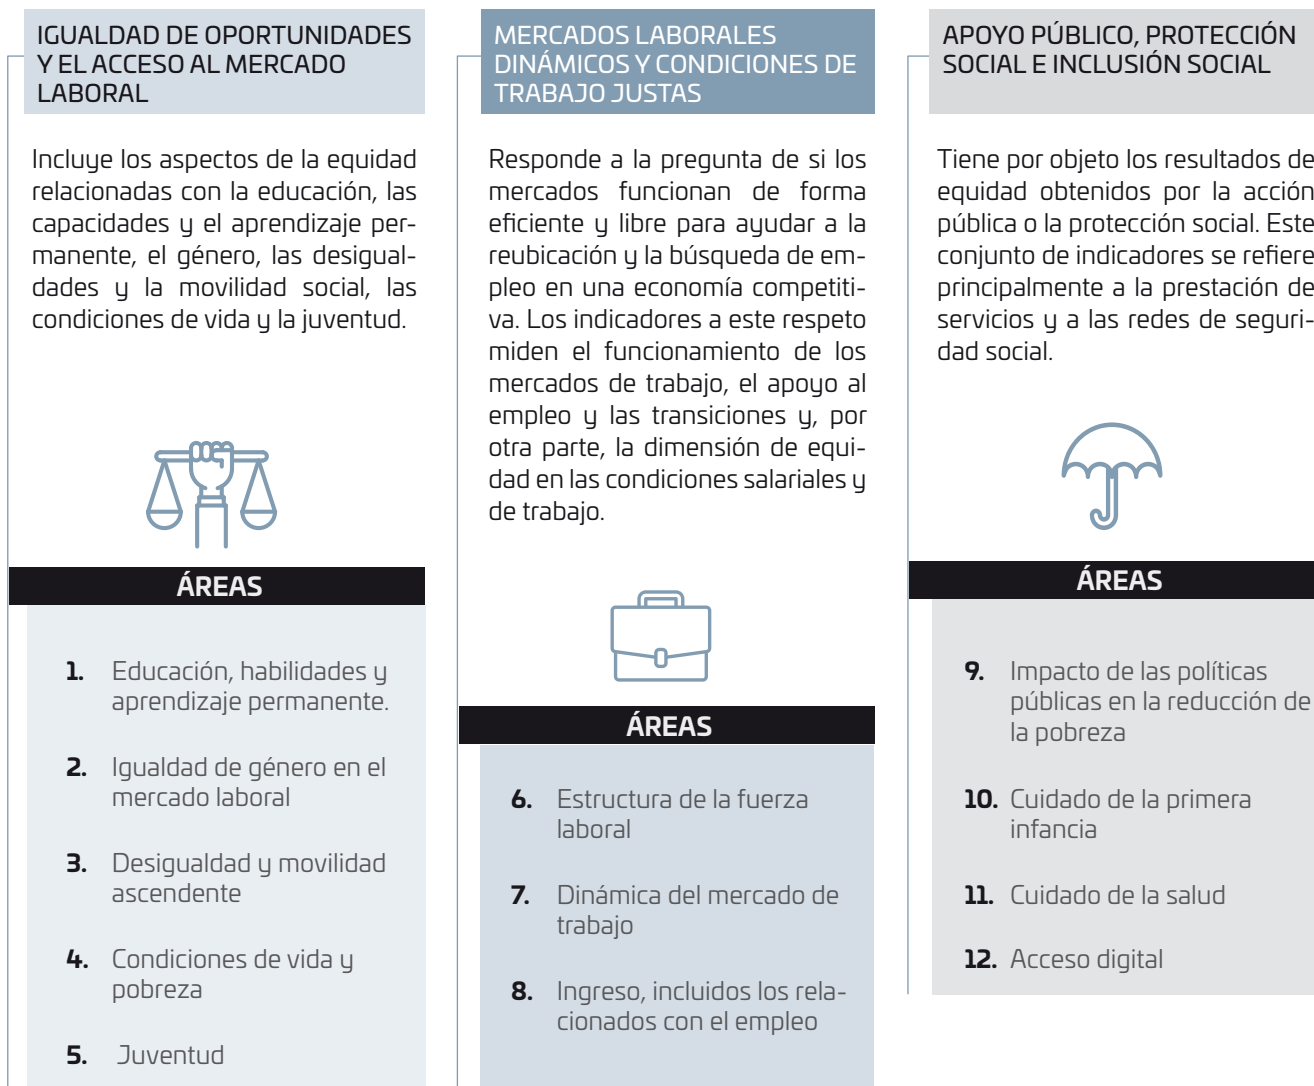 IGUALDAD DE OPORTUNIDADES
Y EL ACCESO AL MERCADO
LABORAL
Incluye los aspectos de la equidad
relacionadas con la educación, las
capacidades y el aprendizaje per-
manente, el género, las desigual-
dades y la movilidad social, las
condiciones de vida y la juventud.
ÁREAS
1. Educación, habilidades y
aprendizaje permanente.
2. Igualdad de género en el
mercado laboral
3. Desigualdad y movilidad
ascendente
4. Condiciones de vida y
pobreza
5. Juventud
MERCADOS LABORALES
DINÁMICOS Y CONDICIONES DE
TRABAJO JUSTAS
Responde a la pregunta de si los
mercados funcionan de forma
eficiente y libre para ayudar a la
reubicación y la búsqueda de em-
pleo en una economía competiti-
va. Los indicadores a este respeto
miden el funcionamiento de los
mercados de trabajo, el apoyo al
empleo y las transiciones y, por
otra parte, la dimensión de equi-
dad en las condiciones salariales y
de trabajo.
ÁREAS
6. Estructura de la fuerza
laboral
7. Dinámica del mercado de
trabajo
8. Ingreso, incluidos los rela-
cionados con el empleo
APOYO PÚBLICO, PROTECCIÓN
SOCIAL E INCLUSIÓN SOCIAL
Tiene por objeto los resultados de
equidad obtenidos por la acción
pública o la protección social. Este
conjunto de indicadores se refiere
principalmente a la prestación de
servicios y a las redes de seguri-
dad social.
ÁREAS
9. Impacto de las políticas
públicas en la reducción de
la pobreza
10. Cuidado de la primera
infancia
11. Cuidado de la salud
12. Acceso digital